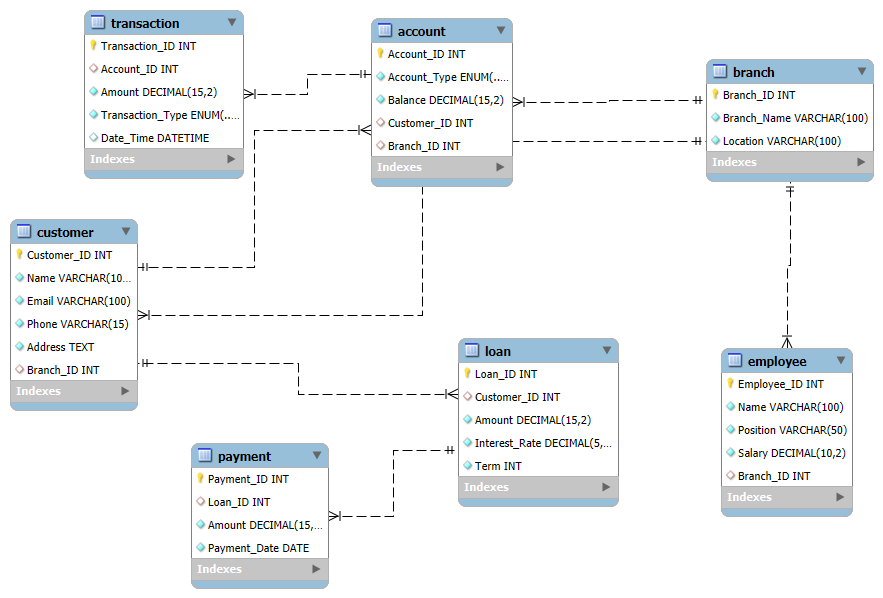 transaction
Transaction_ID INT
Account_ID INT
Amount DECIMAL(15,2)
Transaction_Type ENUM(...
Date_Time DATETIME
Indexes
account
Account_ID INT
Account_Type ENUM(...
Balance DECIMAL(15,2)
Customer_ID INT
Branch_ID INT
Indexes
branch
Branch_ID INT
Branch_Name VARCHAR(100)
Location VARCHAR(100)
Indexes
customer
Customer_ID INT
Name VARCHAR(10...
Email VARCHAR(100)
Phone VARCHAR(15)
Address TEXT
Branch_ID INT
Indexes
loan
Loan_ID INT
Customer_ID INT
Amount DECIMAL(15,2)
Interest_Rate DECIMAL(5,...
Term INT
Indexes
employee
Employee_ID INT
Name VARCHAR(100)
Position VARCHAR(50)
Salary DECIMAL(10,2)
Branch_ID INT
Indexes
payment
Payment_ID INT
Loan_ID INT
Amount DECIMAL(15,...
Payment_Date DATE
Indexes